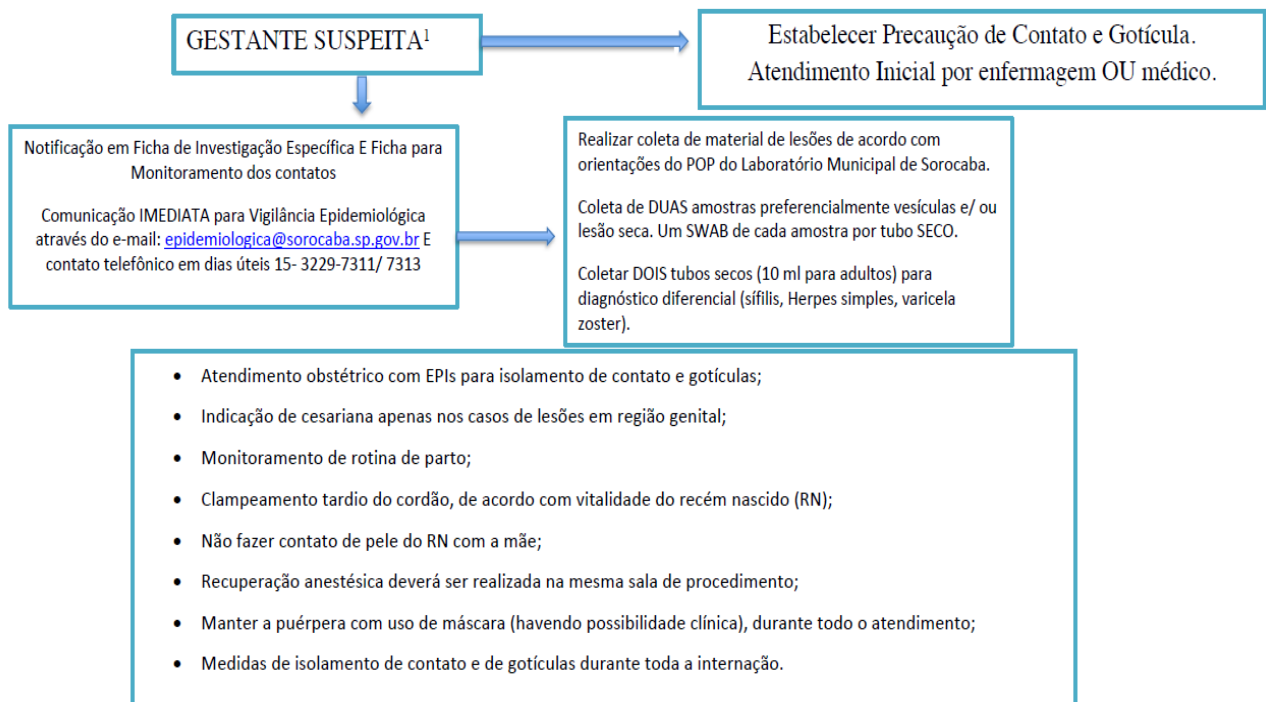 GESTANTE SUSPEITA¹
Estabelecer Precaução de Contato e Gotícula.
Atendimento Inicial por enfermagem OU médico.
Notificação em Ficha de Investigação Específica E Ficha para
Monitoramento dos contatos
Comunicação IMEDIATA para Vigilância Epidemiológica
através do e-mail: epidemiologica@sorocaba.sp.gov.br E
contato telefônico em dias úteis 15- 3229-7311/ 7313
Realizar coleta de material de lesões de acordo com
orientações do POP do Laboratório Municipal de Sorocaba.
Coleta de DUAS amostras preferencialmente vesículas e/ ou
lesão seca. Um SWAB de cada amostra por tubo SECO.
Coletar DOIS tubos secos (10 ml para adultos) para
diagnóstico diferencial (sífilis, Herpes simples, varicela
zoster).
• Atendimento obstétrico com EPIs para isolamento de contato e gotículas;
• Indicação de cesariana apenas nos casos de lesões em região genital;
• Monitoramento de rotina de parto;
• Clampeamento tardio do cordão, de acordo com vitalidade do recém nascido (RN);
• Não fazer contato de pele do RN com a mãe;
• Recuperação anestésica deverá ser realizada na mesma sala de procedimento;
• Manter a puérpera com uso de máscara (havendo possibilidade clínica), durante todo o atendimento;
• Medidas de isolamento de contato e de gotículas durante toda a internação.